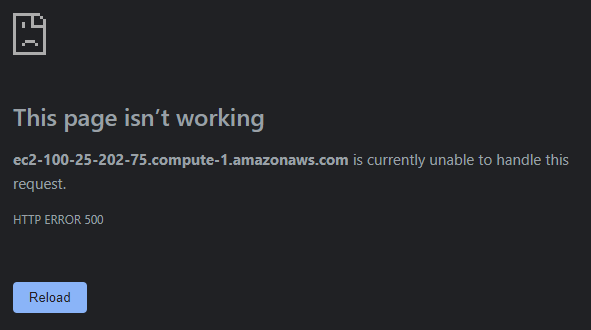 This page isn’t working
ec2-100-25-202-75.compute-1.amazonaws.com is currently unable to handle this
request.
HTTP ERROR 500
Reload